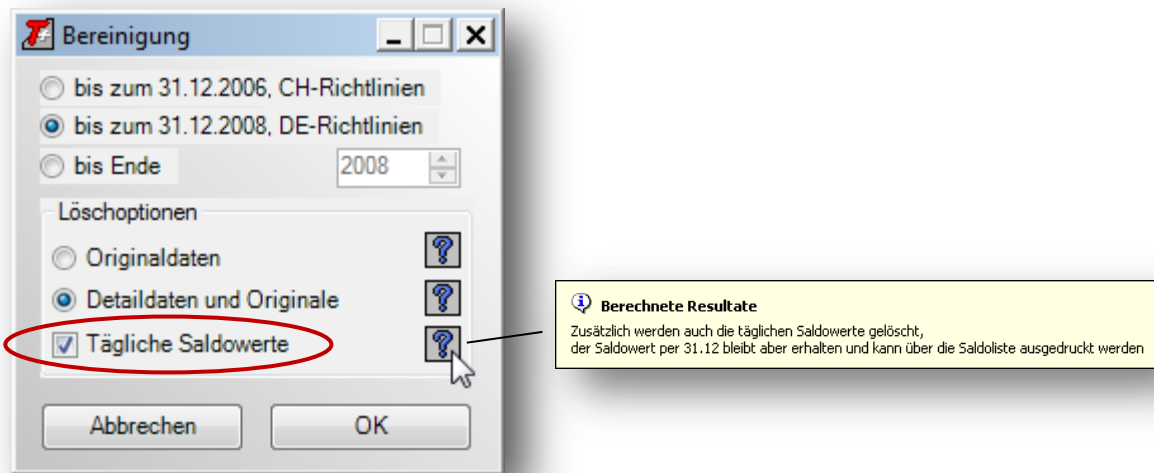 Bereinigung
bis zum 31.12.2006, CH-Richtlinien
bis zum 31.12.2008, DE-Richtlinien
bis Ende 2008
Löschoptionen
Originaldaten
Detaildaten und Originale
Tägliche Saldowerte
Abbrechen OK
Berechnete Resultate
Zusätzlich werden auch die täglichen Saldowerte gelöscht,
der Saldowert per 31.12 bleibt aber erhalten und kann über die Saldoliste ausgedruckt werden